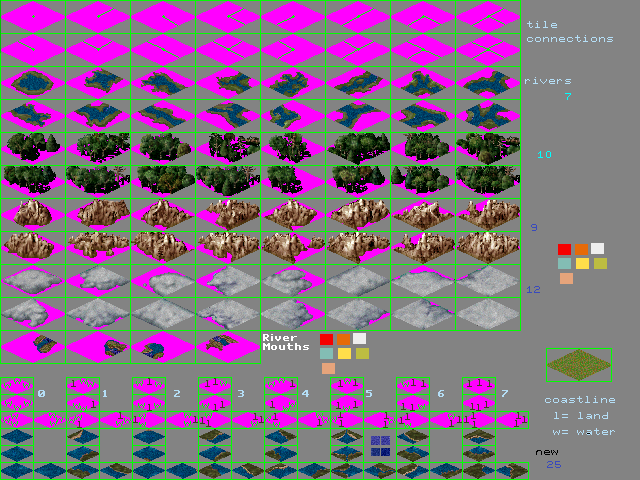 tile
connections
rivers
7
10
9
12
River
Mouths
0 1 2 3 4 5 6 7
coastline
l= land
w= water
new
25